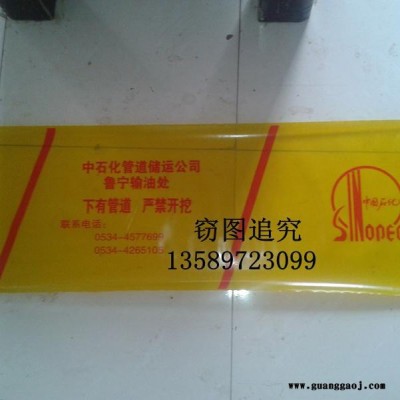 中石化管道储运公司
鲁宁输油处
下有管道 严禁开挖
联系电话：
0534-4577695
0534-4265105
中国石化
SINOPEC
窃图追究
13589723099
www.guanggaoj.com